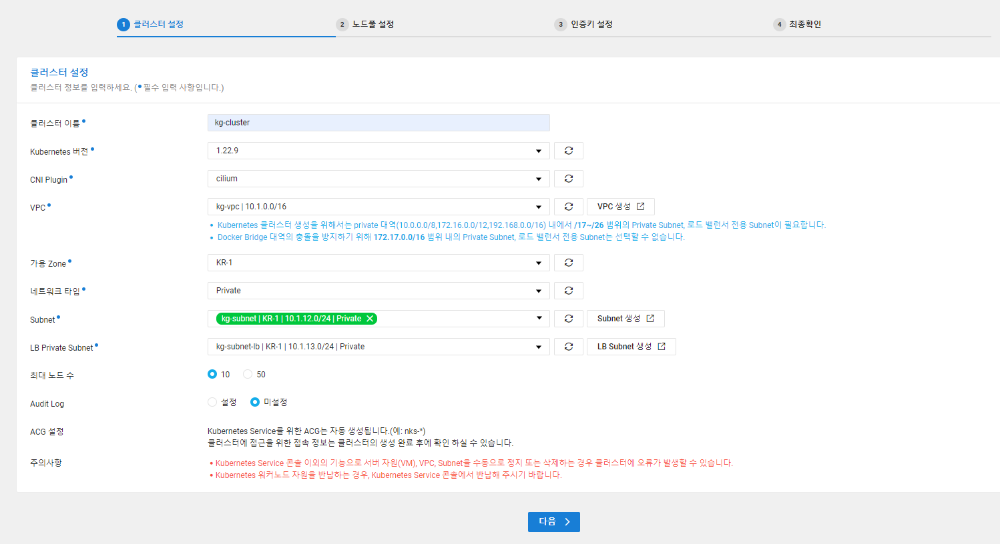 1 클러스터 설정
2 노드풀 설정
3 인증키 설정
4 최종확인
클러스터 설정
클러스터 정보를 입력하세요. (•필수 입력 사항입니다.)
클러스터 이름 • kg-cluster
Kubernetes 버전 • 1.22.9
CNI Plugin • cilium
VPC • kg-vpc | 10.1.0.0/16 VPC 생성
• Kubernetes 클러스터 생성을 위해서는 private 대역(10.0.0.0/8,172.16.0.0/12,192.168.0.0/16) 내에서 /17~/26 범위의 Private Subnet, 로드 밸런서 전용 Subnet이 필요합니다.
• Docker Bridge 대역의 충돌을 방지하기 위해 172.17.0.0/16 범위 내의 Private Subnet, 로드 밸런서 전용 Subnet는 선택할 수 없습니다.
가용 Zone • KR-1
네트워크 타입 • Private
Subnet • kg-subnet | KR-1 | 10.1.12.0/24 | Private Subnet 생성
LB Private Subnet • kg-subnet-lb | KR-1 | 10.1.13.0/24 | Private LB Subnet 생성
최대 노드 수 10 50
Audit Log 설정 미설정
ACG 설정 Kubernetes Service를 위한 ACG는 자동 생성됩니다.(예: nks-*)
클러스터에 접근을 위한 접속 정보는 클러스터의 생성 완료 후에 확인 하실 수 있습니다.
주의사항 • Kubernetes Service 콘솔 이외의 기능으로 서버 자원(VM), VPC, Subnet을 수동으로 정지 또는 삭제하는 경우 클러스터에 오류가 발생할 수 있습니다.
• Kubernetes 워커노드 자원을 반납하는 경우, Kubernetes Service 콘솔에서 반납해 주시기 바랍니다.
다음